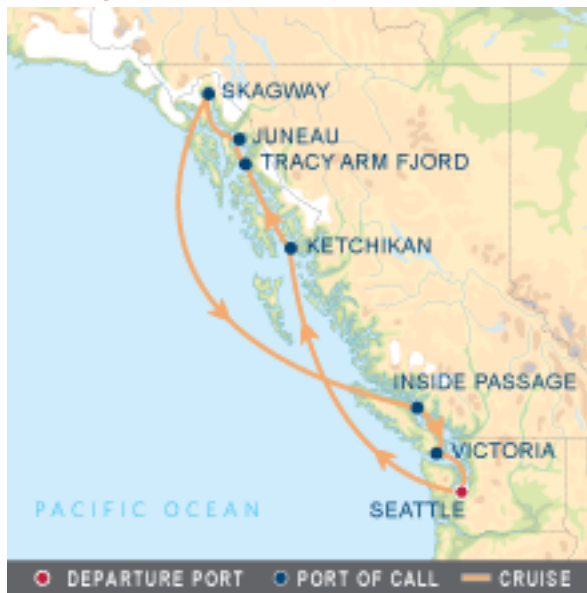 SKAGWAY
JUNEAU
TRACY ARM FJORD
KETCHIKAN
INSIDE PASSAGE
VICTORIA
SEATTLE
PACIFIC OCEAN
DEPARTURE PORT PORT OF CALL CRUISE